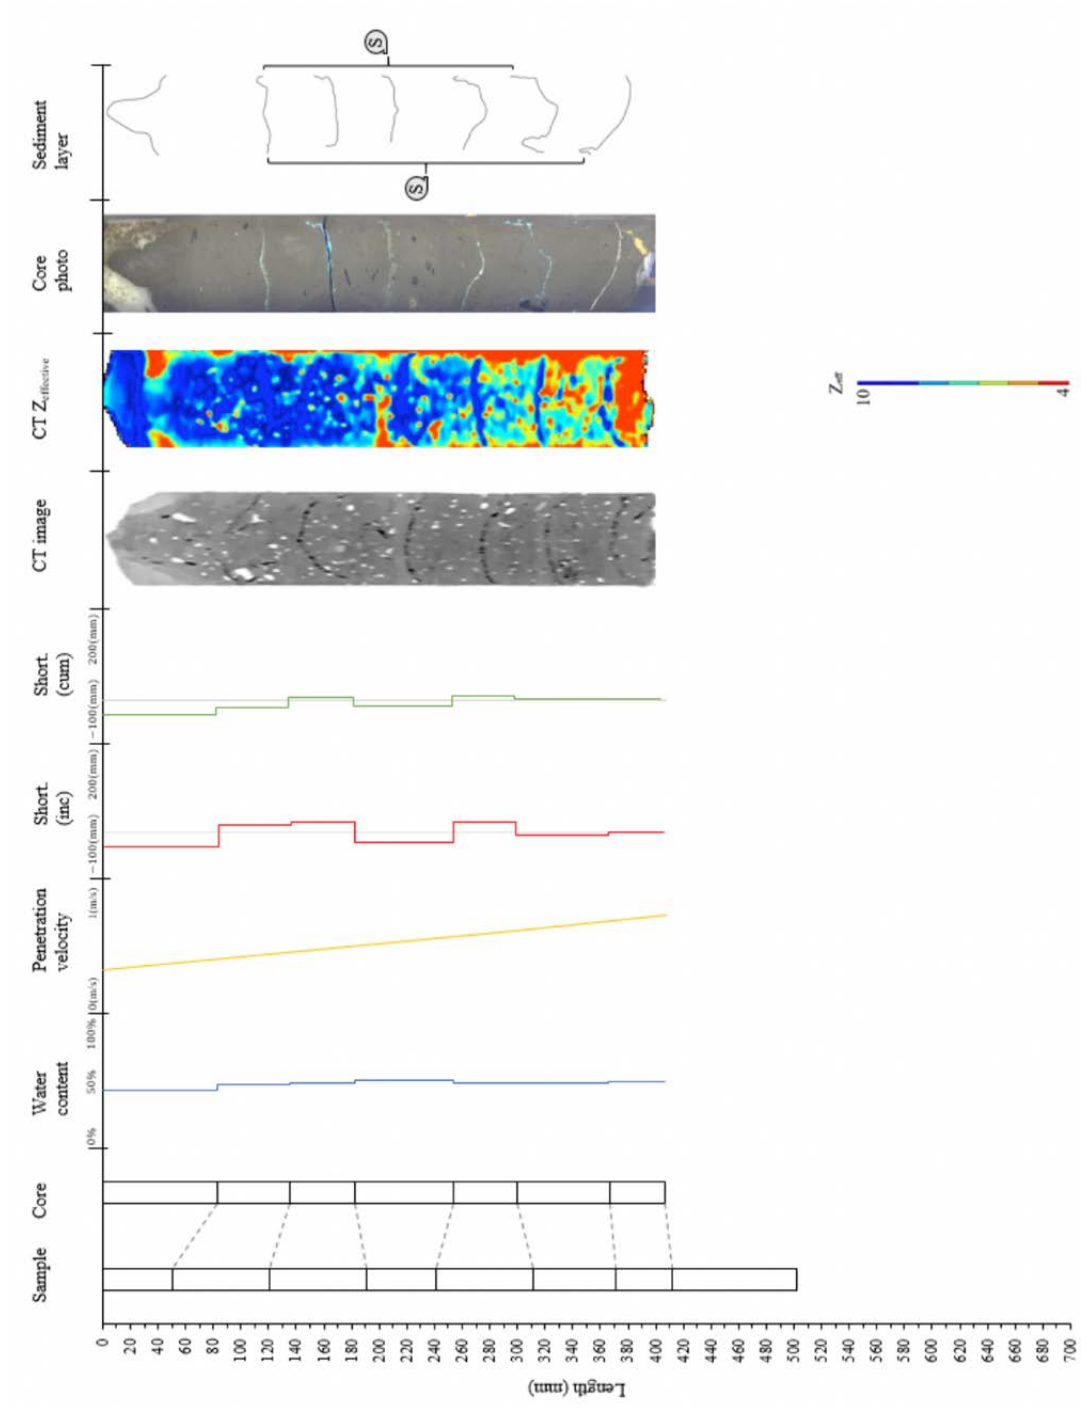 Sample
Core
Water
content
0%
50%
100%
Penetration
velocity
0(m/s)
1(m/s)
Short.
(inc)
−100(mm)
200(mm)
Short.
(cum)
−100(mm)
200(mm)
CT image
CT Zeffective
Core
photo
Sediment
layer
S
S
Zeff
10
4
0
20
40
60
80
100
120
140
160
180
200
220
240
260
280
300
320
340
360
380
400
420
440
460
480
500
520
540
560
580
600
620
640
660
680
700
Length (mm)